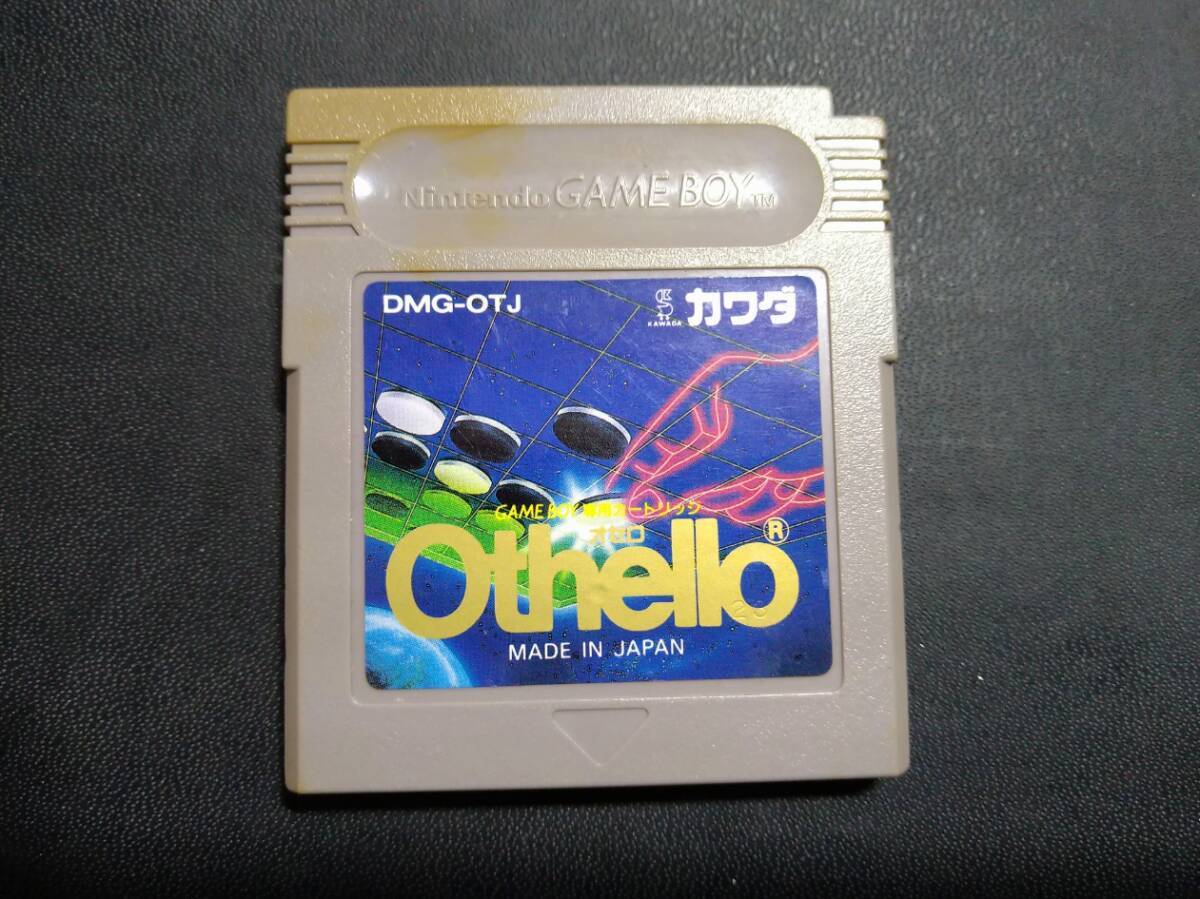 Nintendo GAME BOY TM
DMG-OTJ
KAWADA カワダ
GAME BOY 専用カートリッジ
オセロ
Othello®
MADE IN JAPAN